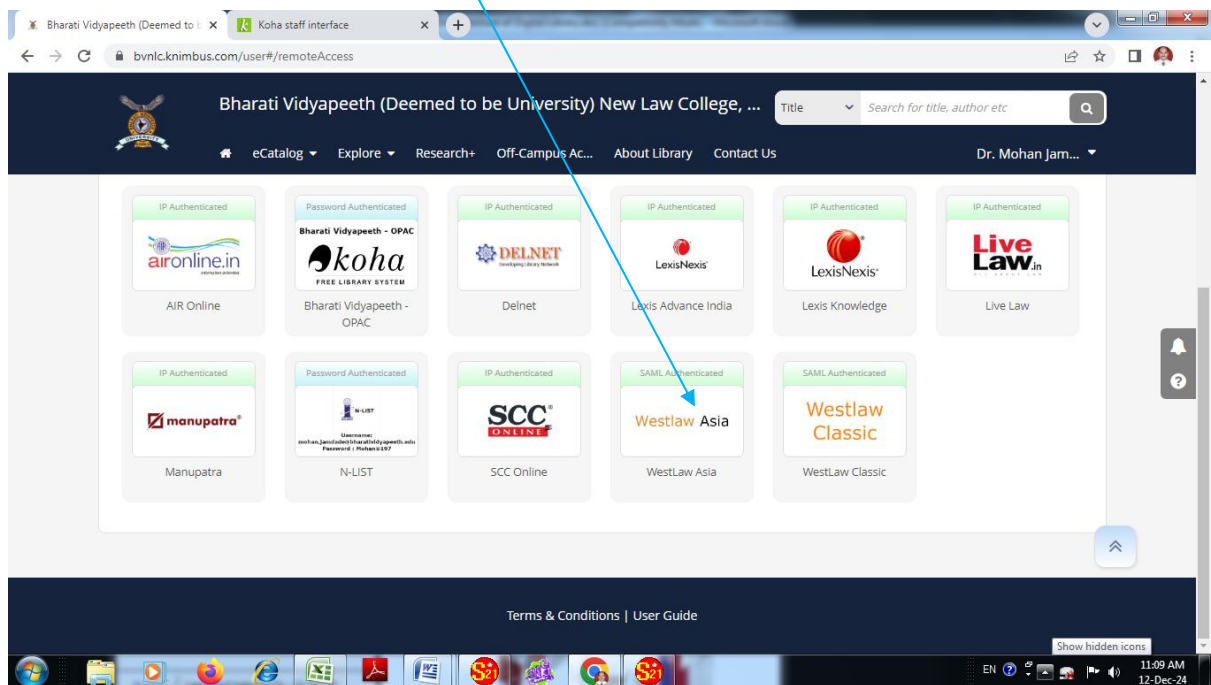 Bharati Vidyapeeth (Deemed to b
Koha staff interface
bvnlc.knimbus.com/user#/remoteAccess
Bharati Vidyapeeth (Deemed to be University) New Law College, ...
Title
Search for title, author etc
eCatalog
Explore
Research+
Off-Campus Ac...
About Library
Contact Us
Dr. Mohan Jam...
IP Authenticated
Password Authenticated
IP Authenticated
IP Authenticated
IP Authenticated
IP Authenticated
aironline.in
Bharati Vidyapeeth - OPAC
koha
FREE LIBRARY SYSTEM
DELNET
Developing Library Network
LexisNexis
LexisNexis
Live
Law.in
AIR Online
Bharati Vidyapeeth -
OPAC
Delnet
Lexis Advance India
Lexis Knowledge
Live Law
IP Authenticated
Password Authenticated
IP Authenticated
SAML Authenticated
SAML Authenticated
manupatra
N-LIST
Username:
Password :
SCC
ONLINE
Westlaw Asia
Westlaw
Classic
Manupatra
N-LIST
SCC Online
WestLaw Asia
WestLaw Classic
Terms & Conditions | User Guide
Show hidden icons
EN
11:09 AM
12-Dec-24